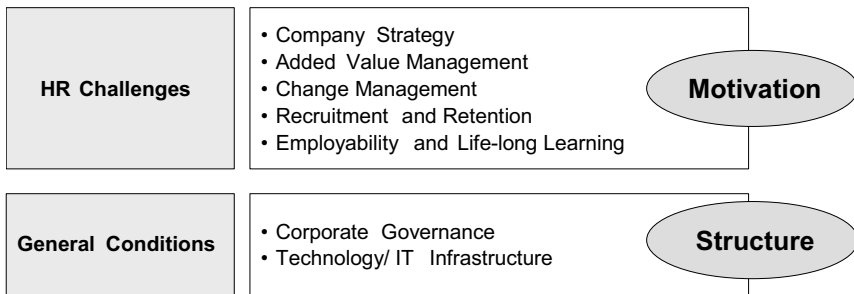 HR Challenges
• Company Strategy
• Added Value Management
• Change Management
• Recruitment and Retention
• Employability and Life-long Learning
Motivation
General Conditions
• Corporate Governance
• Technology/ IT Infrastructure
Structure